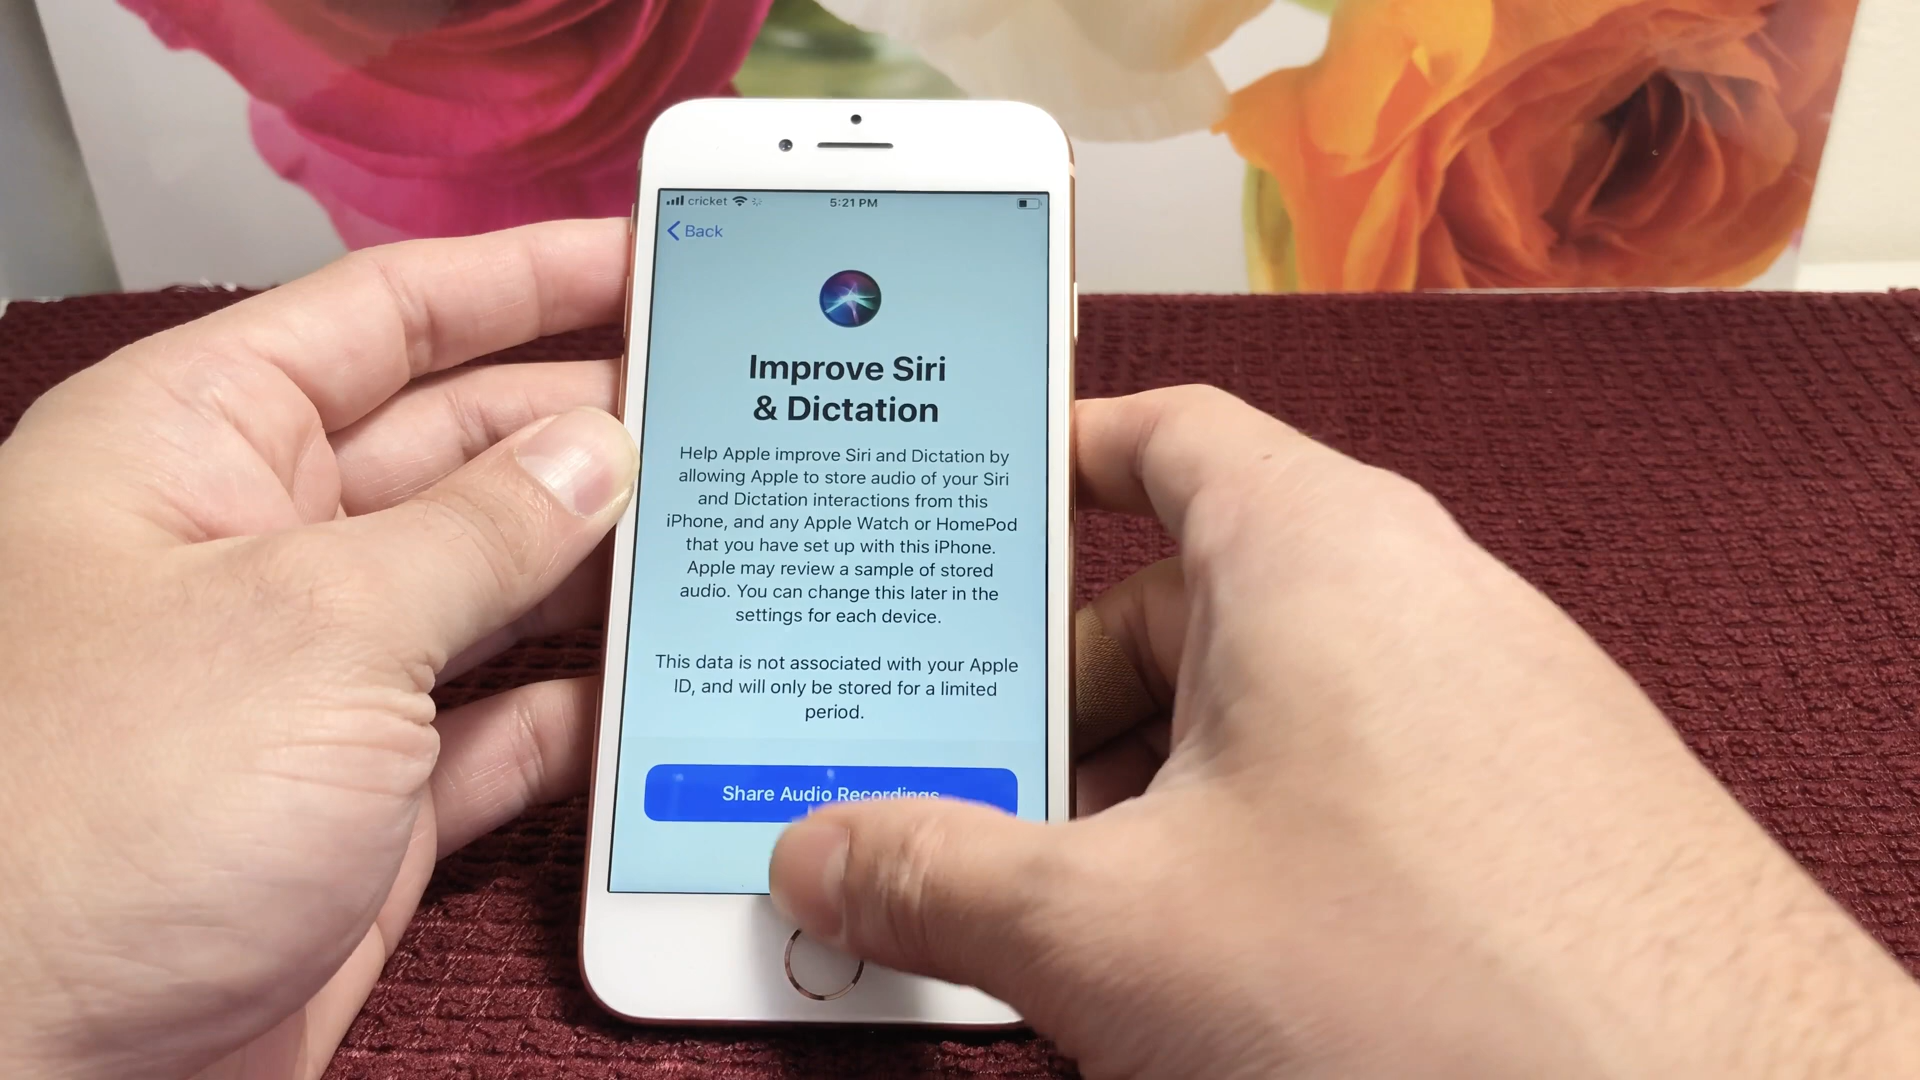 cricket 5:21 PM
Back
Improve Siri
& Dictation
Help Apple improve Siri and Dictation by
allowing Apple to store audio of your Siri
and Dictation interactions from this
iPhone, and any Apple Watch or HomePod
that you have set up with this iPhone.
Apple may review a sample of stored
audio. You can change this later in the
settings for each device.
This data is not associated with your Apple
ID, and will only be stored for a limited
period.
Share Audio Recordings